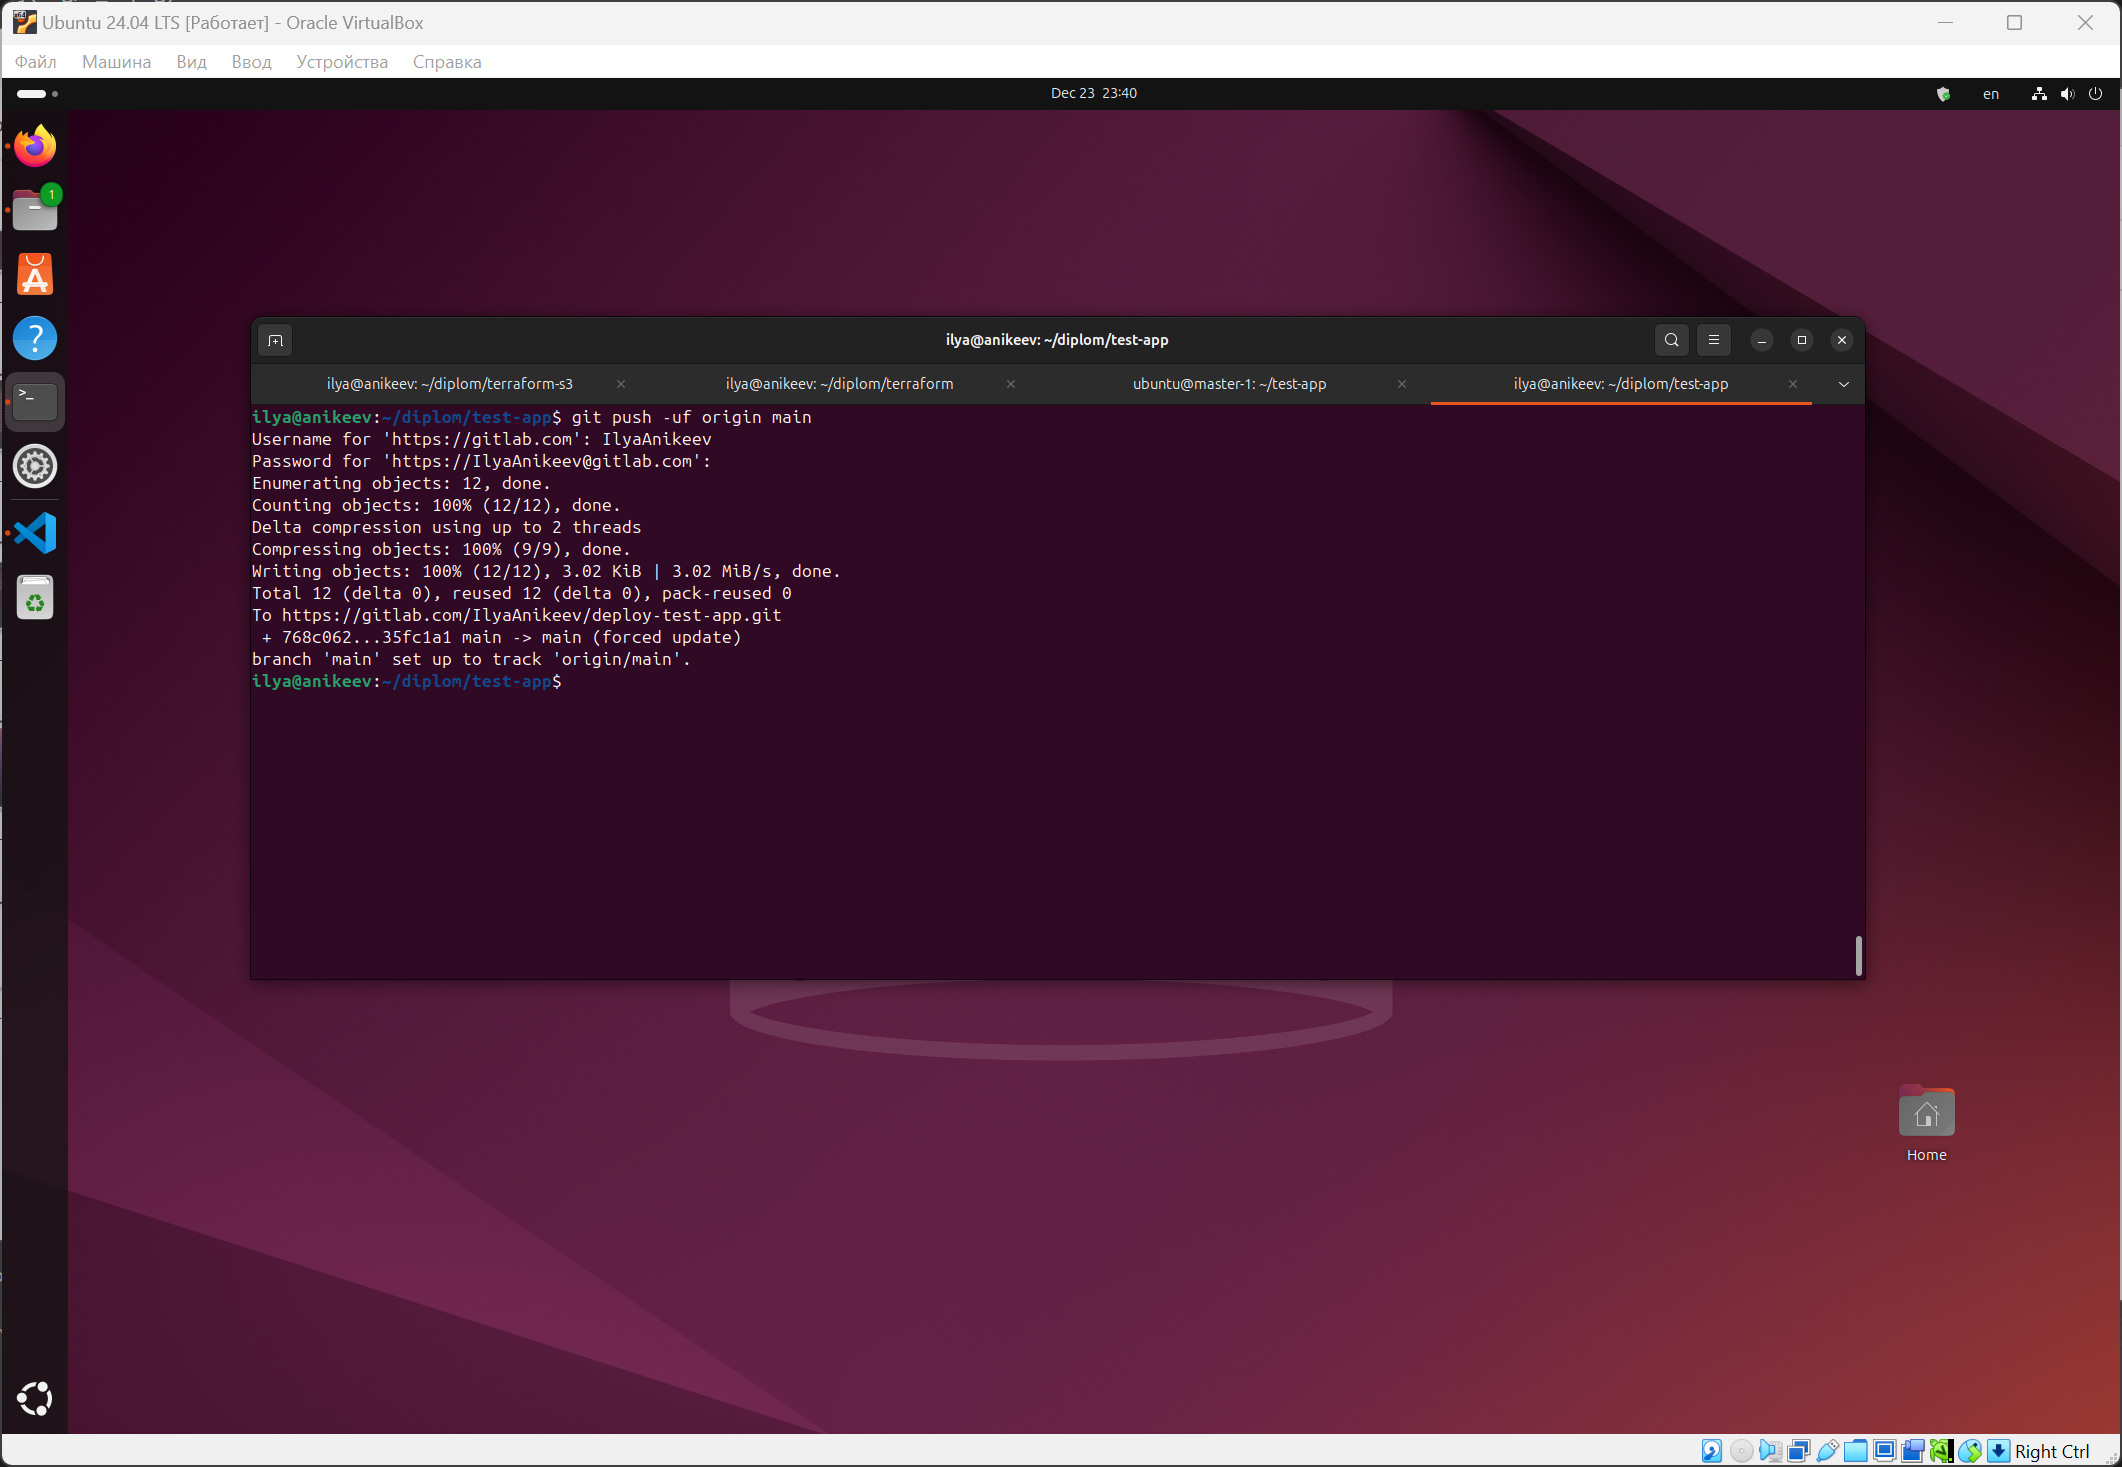 Ubuntu 24.04 LTS [Работает] - Oracle VirtualBox
Файл Машина Вид Ввод Устройства Справка
Dec 23 23:40
en
1
ilya@anikeev: ~/diplom/test-app
ilya@anikeev: ~/diplom/terraform-s3
ilya@anikeev: ~/diplom/terraform
ubuntu@master-1: ~/test-app
ilya@anikeev: ~/diplom/test-app
ilya@anikeev:~/diplom/test-app$ git push -uf origin main
Username for 'https://gitlab.com': IlyaAnikeev
Password for 'https://IlyaAnikeev@gitlab.com':
Enumerating objects: 12, done.
Counting objects: 100% (12/12), done.
Delta compression using up to 2 threads
Compressing objects: 100% (9/9), done.
Writing objects: 100% (12/12), 3.02 KiB | 3.02 MiB/s, done.
Total 12 (delta 0), reused 12 (delta 0), pack-reused 0
To https://gitlab.com/IlyaAnikeev/deploy-test-app.git
 + 768c062...35fc1a1 main -> main (forced update)
branch 'main' set up to track 'origin/main'.
ilya@anikeev:~/diplom/test-app$
Home
Right Ctrl